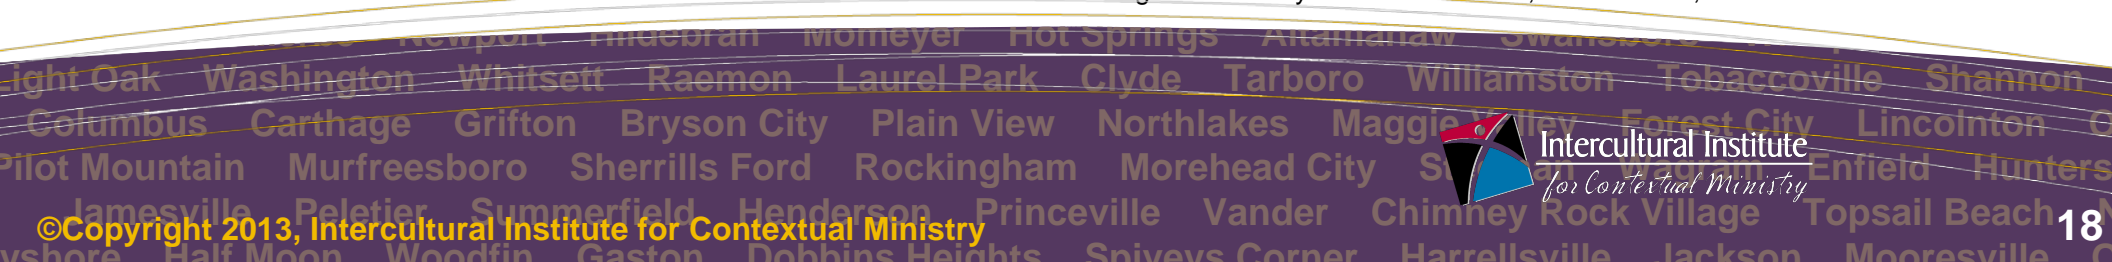 Newport Hildebran Momeyer Hot Springs Altamahaw Swansboro
Light Oak Washington Whitsett Raemon Laurel Park Clyde Tarboro Williamston Tobaccoville Shannon
Columbus Carthage Grifton Bryson City Plain View Northlakes Maggie Valley Forest City Lincolnton
Intercultural Institute
Pilot Mountain Murfreesboro Sherrills Ford Rockingham Morehead City Wagram Enfield Hunters
for Contextual Ministry
Jamesville Peletier Summerfield Henderson Princeville Vander Chimney Rock Village Topsail Beach
©Copyright 2013, Intercultural Institute for Contextual Ministry
18
Half Moon Woodfin Gaston Dobbins Heights Spiveys Corner Harrellsville Jackson Mooresville